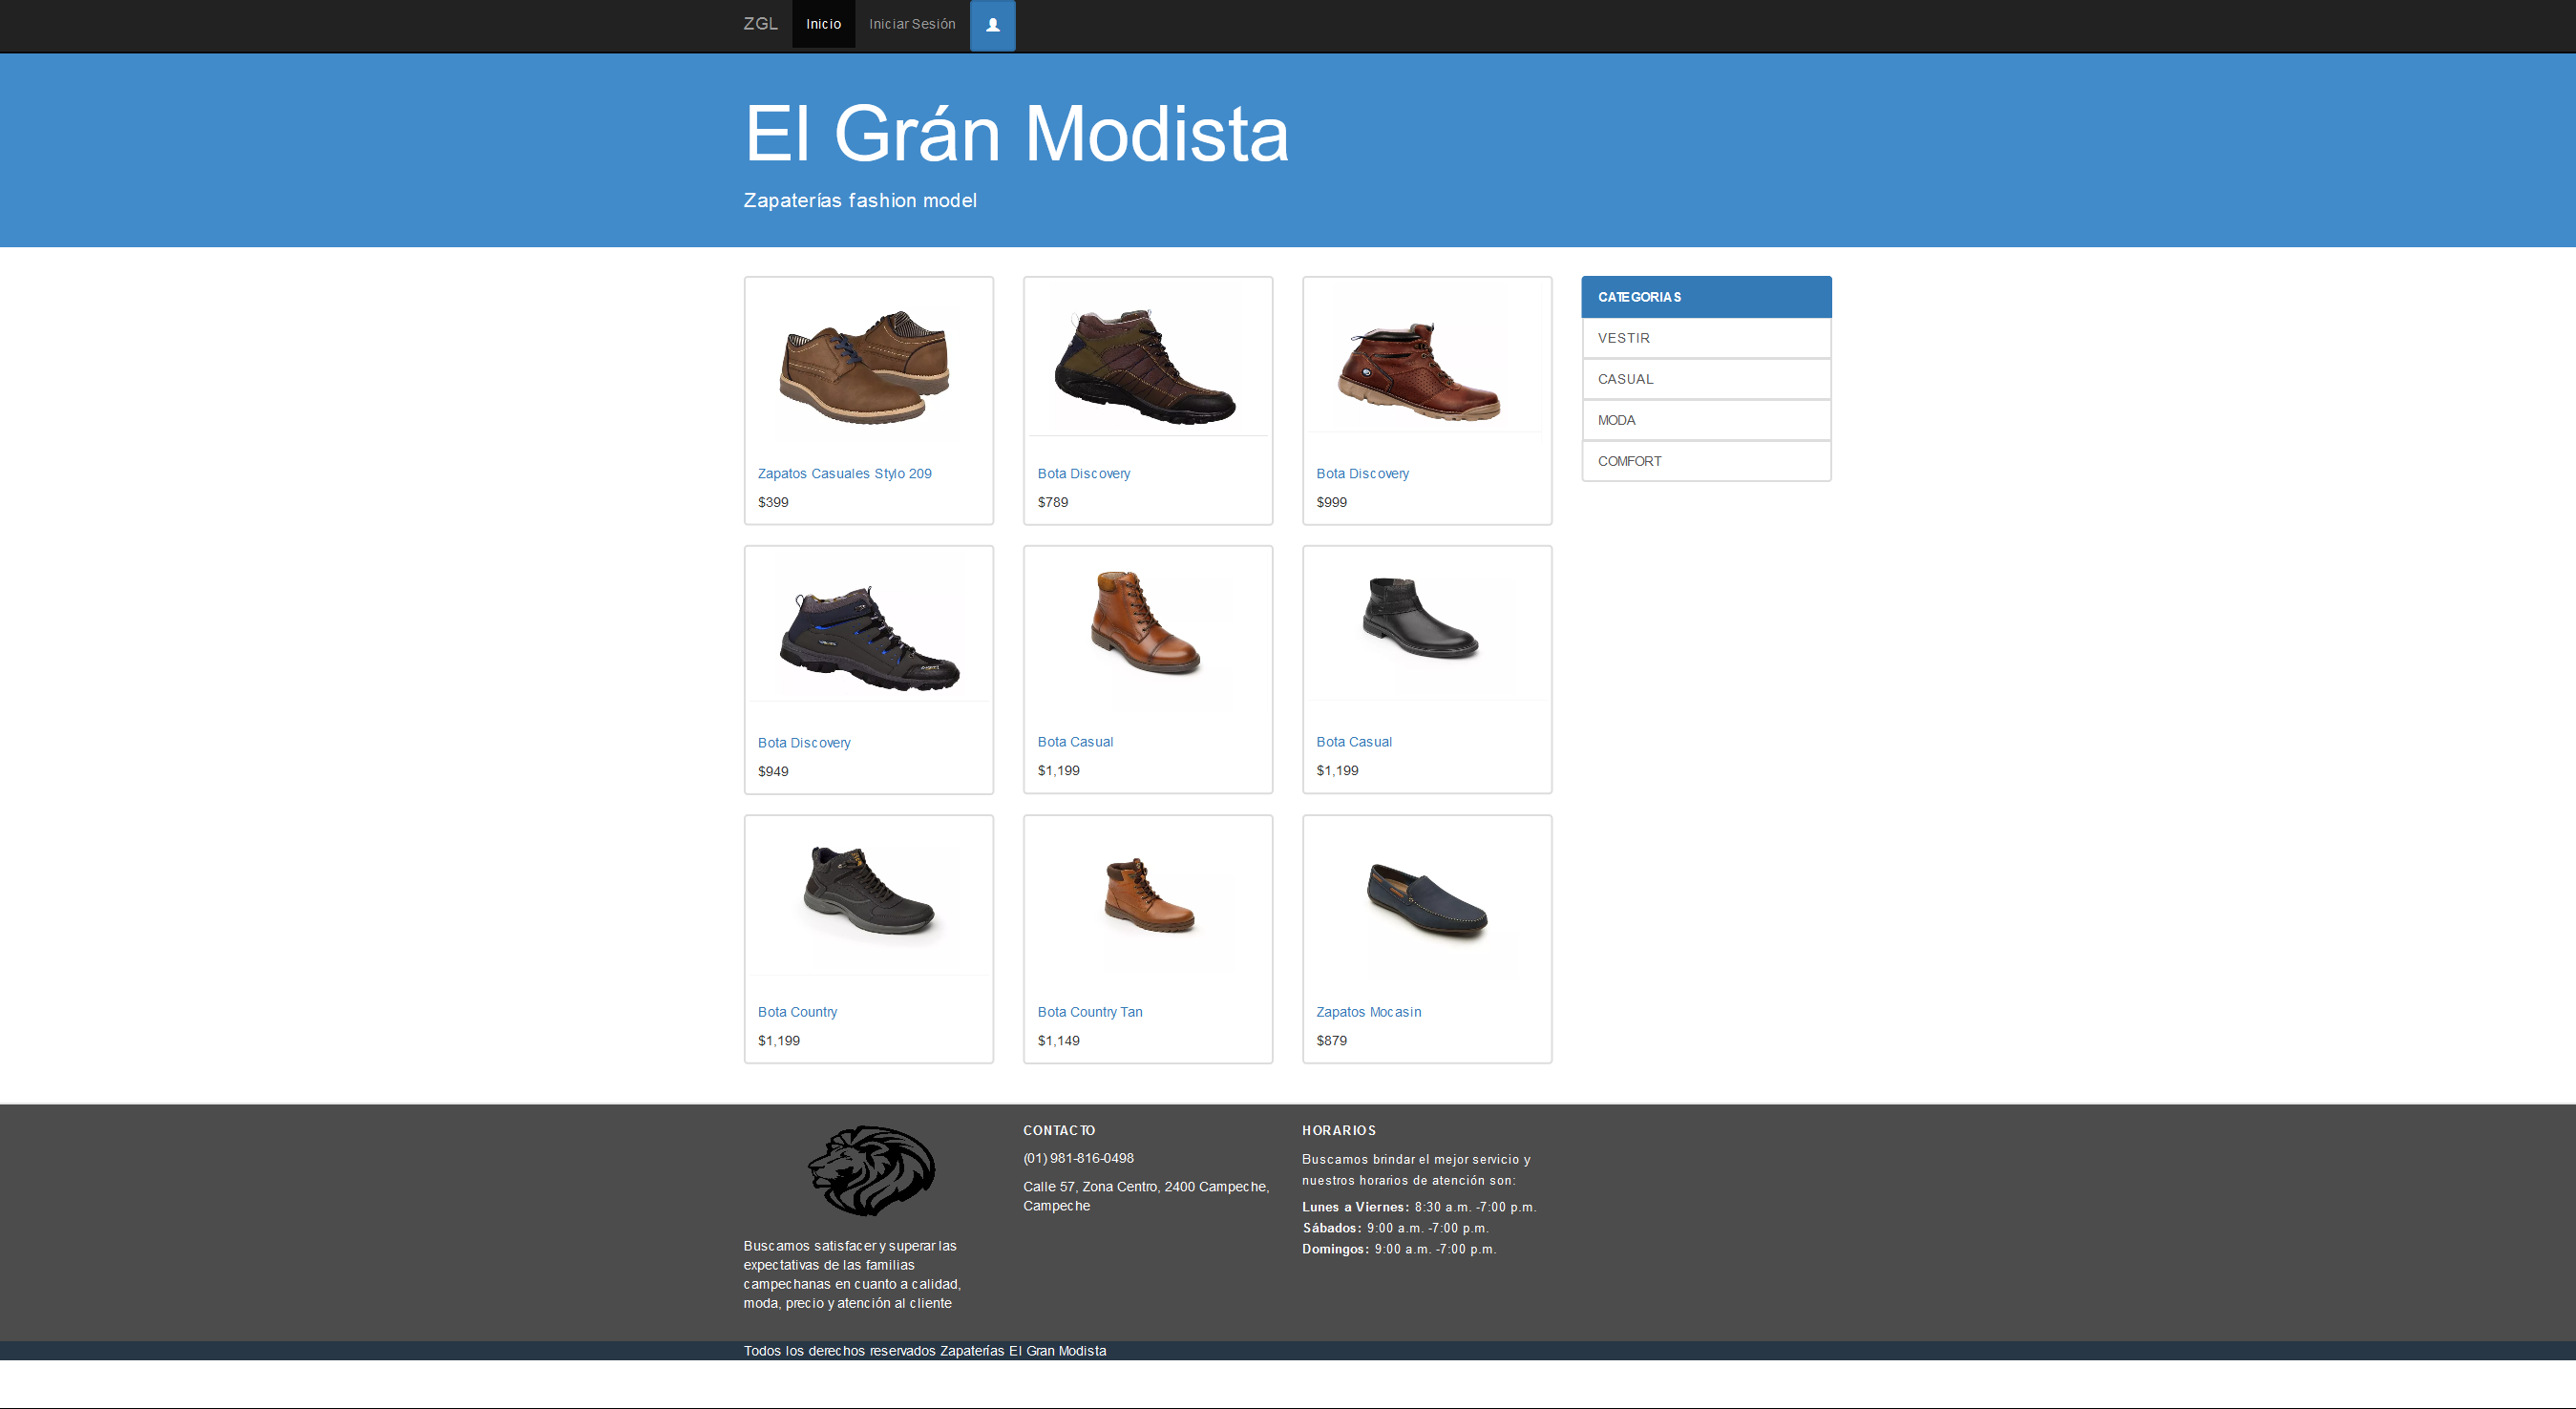 ZGL
Inicio
Iniciar Sesión
El Grán Modista
Zapaterías fashion model
Zapatos Casuales Stylo 209
$399
Bota Discovery
$789
Bota Discovery
$999
CATEGORIAS
VESTIR
CASUAL
MODA
COMFORT
Bota Discovery
$949
Bota Casual
$1,199
Bota Casual
$1,199
Bota Country
$1,199
Bota Country Tan
$1,149
Zapatos Mocasin
$879
Buscamos satisfacer y superar las
expectativas de las familias
campechanas en cuanto a calidad,
moda, precio y atención al cliente
CONTACTO
(01) 981-816-0498
Calle 57, Zona Centro, 2400 Campeche,
Campeche
HORARIOS
Buscamos brindar el mejor servicio y
nuestros horarios de atención son:
Lunes a Viernes: 8:30 a.m. -7:00 p.m.
Sábados: 9:00 a.m. -7:00 p.m.
Domingos: 9:00 a.m. -7:00 p.m.
Todos los derechos reservados Zapaterías El Gran Modista